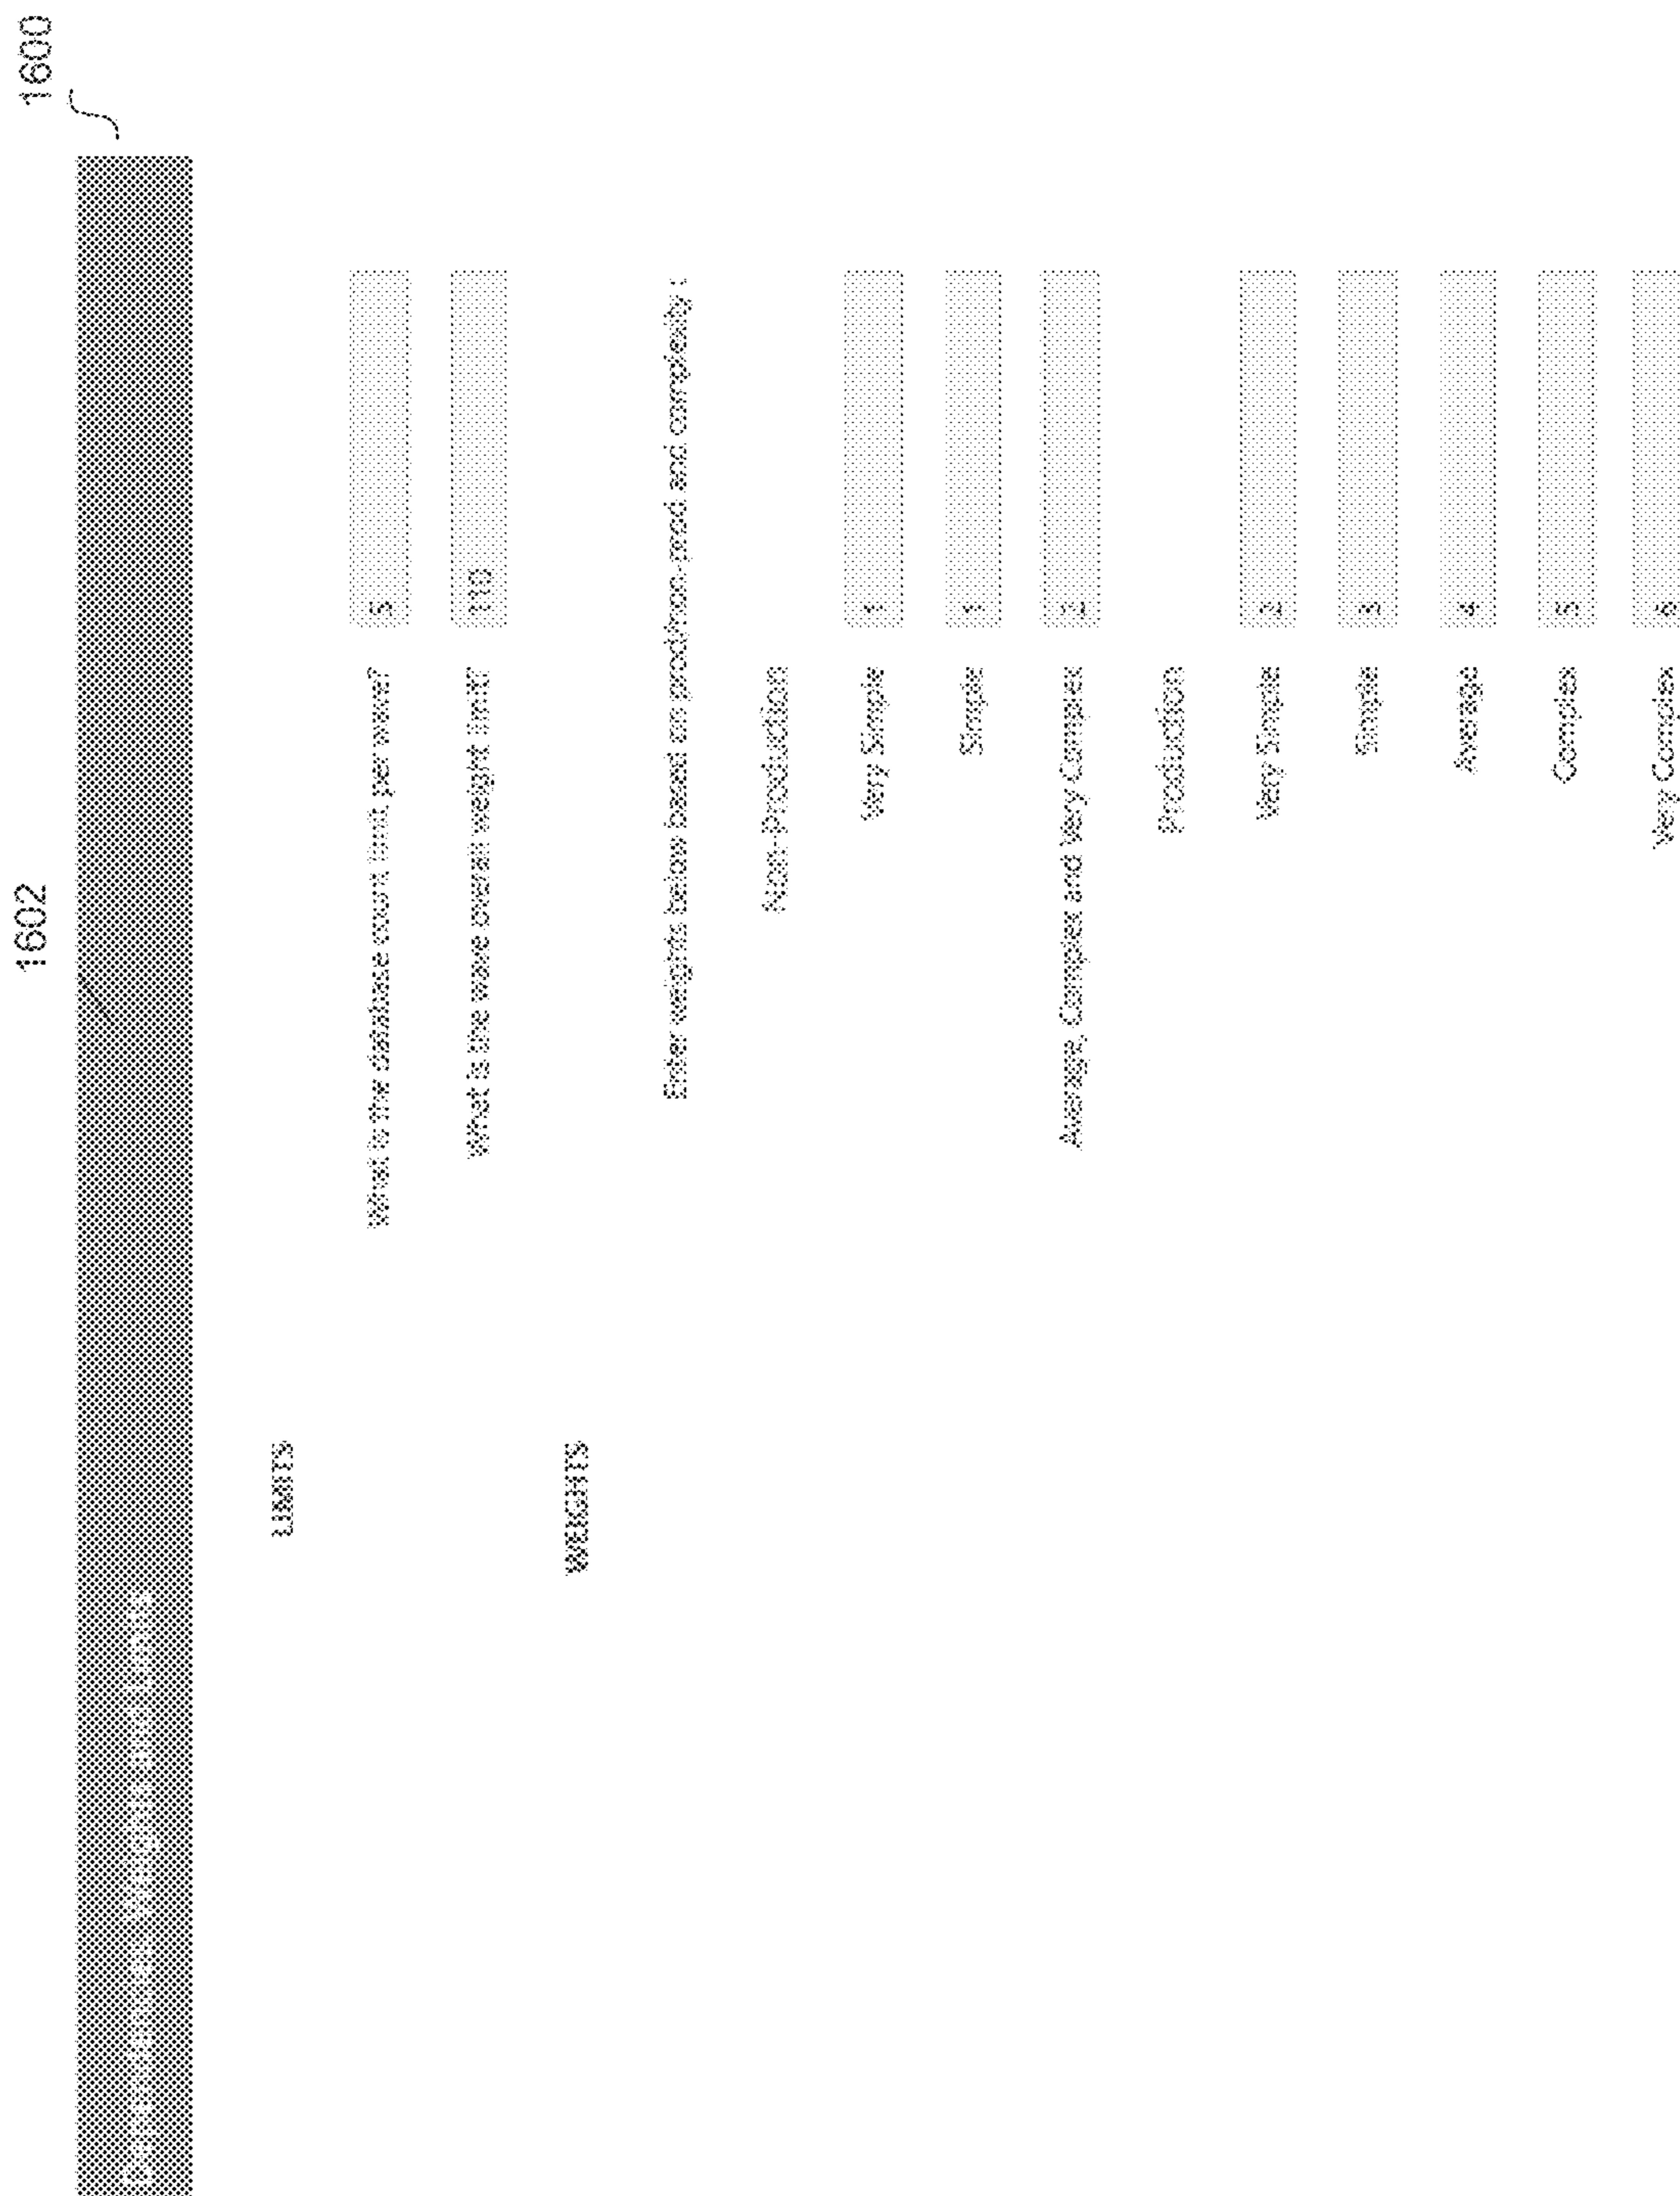 1600
1602
LIMITS
What is the database count limit per wave? 5
What is the wave overall weight limit? 110
WEIGHTS
Enter weights below based on prod/non-prod and complexity :
Non-Production
Very Simple 1
Simple 1
Average, Complex and Very Complex 2
Production
Very Simple 2
Simple 3
Average 4
Complex 5
Very Complex 6